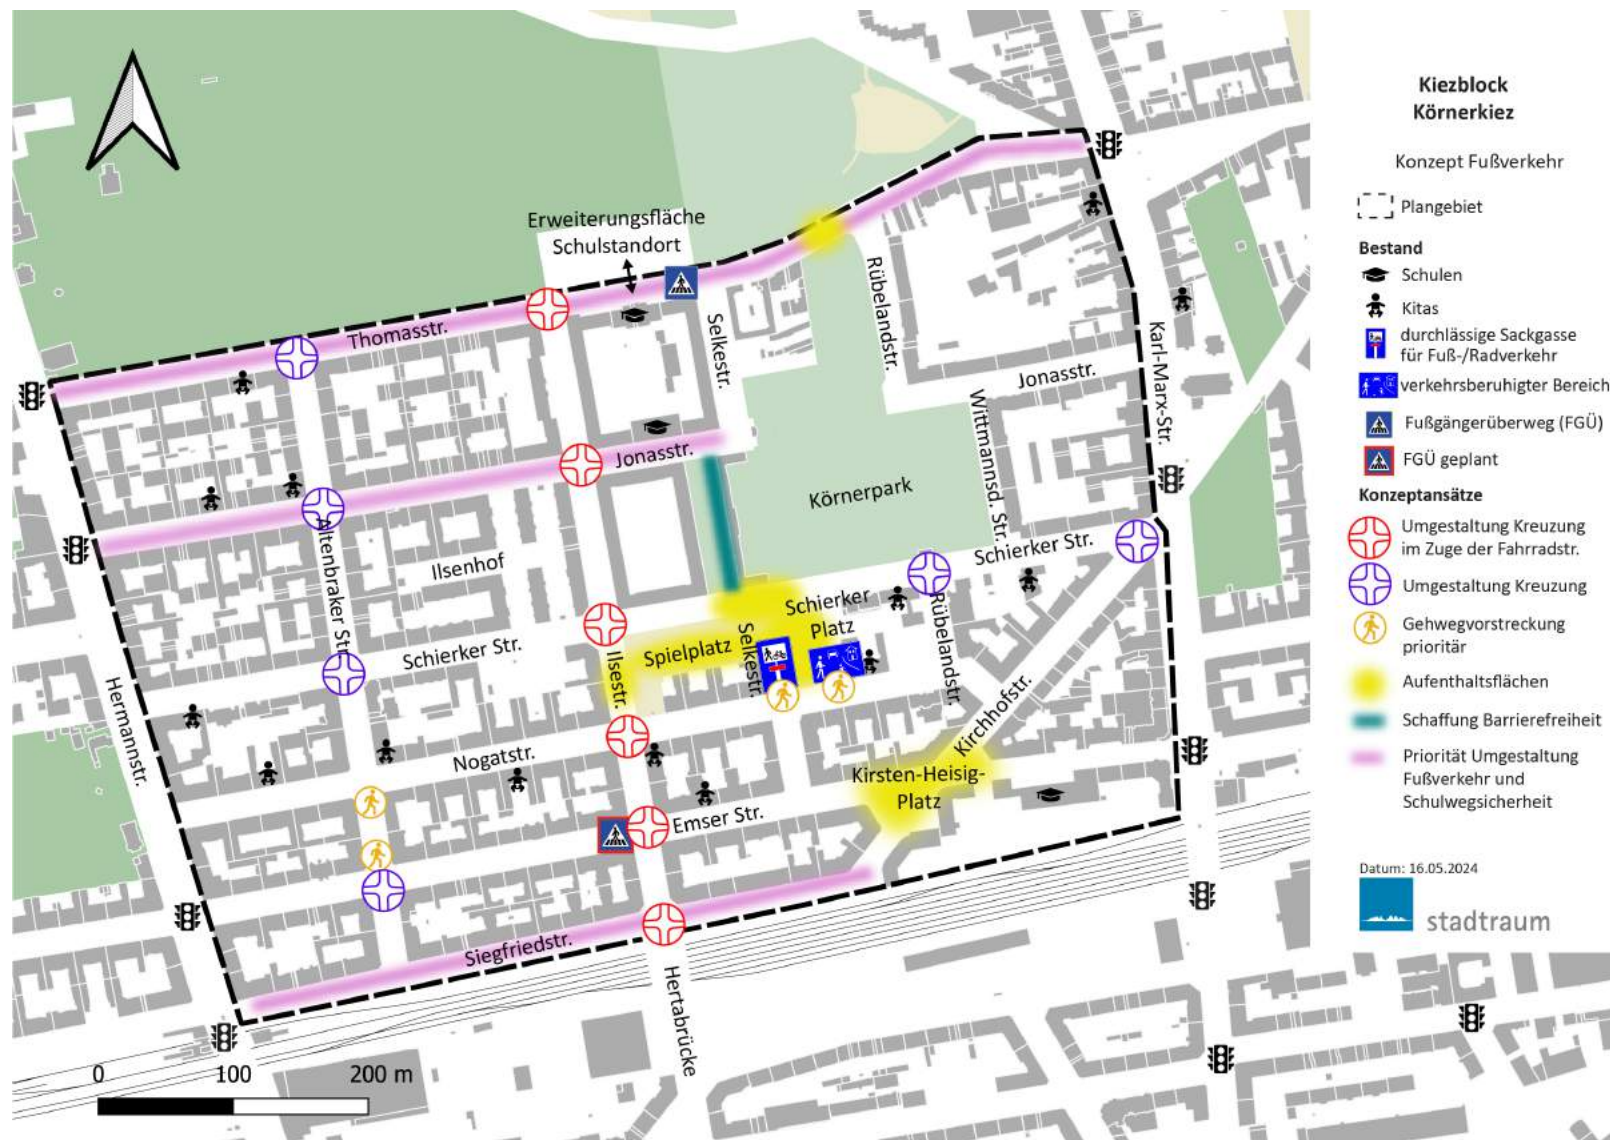 Kiezblock
Körnerkiez
Konzept Fußverkehr
Plangebiet
Bestand
Schulen
Kitas
durchlässige Sackgasse
für Fuß-/Radverkehr
verkehrsberuhigter Bereich
Fußgängerüberweg (FGÜ)
FGÜ geplant
Konzeptansätze
Umgestaltung Kreuzung
im Zuge der Fahrradstr.
Umgestaltung Kreuzung
Gehwegvorstreckung
prioritär
Aufenthaltsflächen
Schaffung Barrierefreiheit
Priorität Umgestaltung
Fußverkehr und
Schulwegsicherheit
Datum: 16.05.2024
stadtraum
Erweiterungsfläche
Schulstandort
Thomasstr.
Selkestr.
Rübelandstr.
Karl-Marx-Str.
Jonasstr.
Wittmannsd. Str.
Jonasstr.
Körnerpark
Altenbraker Str.
Ilsenhof
Schierker Str.
Schierker
Platz
Rübelandstr.
Schierker Str.
Spielplatz
Selkestr.
Ilsestr.
Hermannstr.
Nogatstr.
Kirchhofstr.
Kirsten-Heisig-
Platz
Emser Str.
Siegfriedstr.
Hertabrücke
0 100 200 m